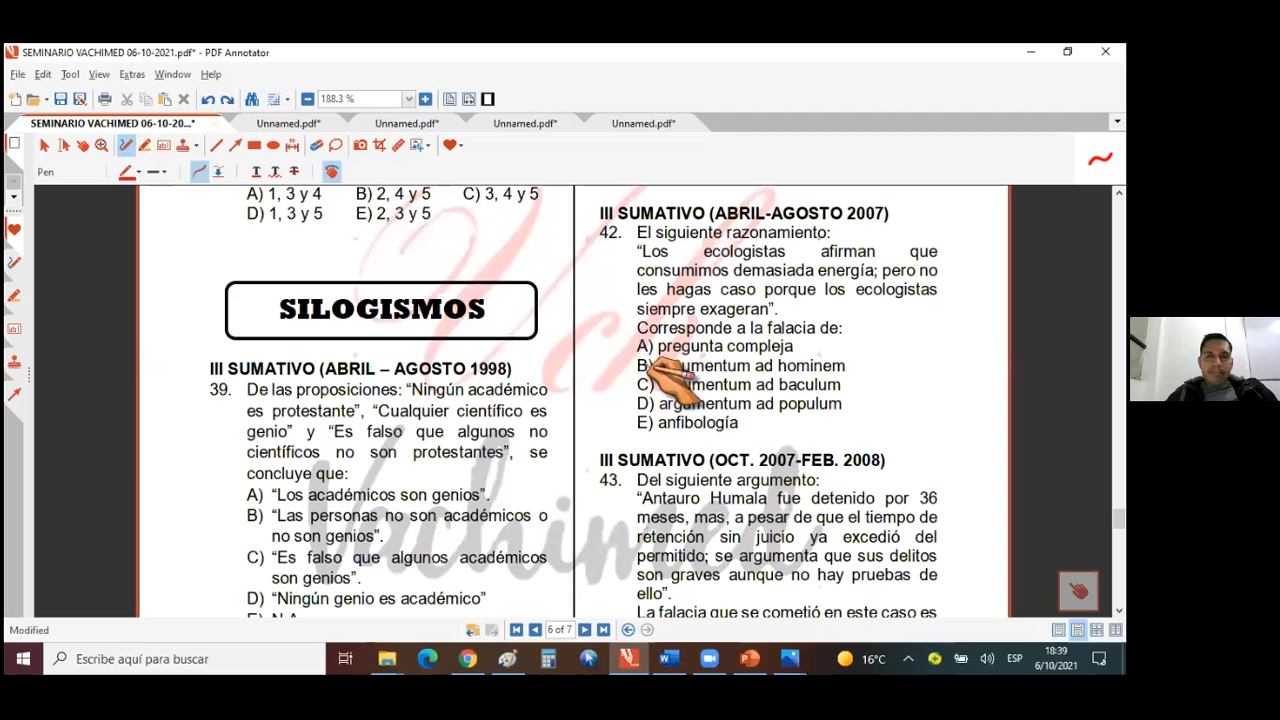 SEMINARIO VACHIMED 06-10-2021.pdf* - PDF Annotator
File Edit Tool View Extras Window Help
188.3 %
SEMINARIO VACHIMED 06-10-20...* Unnamed.pdf* Unnamed.pdf* Unnamed.pdf* Unnamed.pdf*
Pen
A) 1, 3 y 4 B) 2, 4 y 5 C) 3, 4 y 5
D) 1, 3 y 5 E) 2, 3 y 5
SILOGISMOS
III SUMATIVO (ABRIL – AGOSTO 1998)
39. De las proposiciones: “Ningún académico
es protestante”, “Cualquier científico es
genio” y “Es falso que algunos no
científicos no son protestantes”, se
concluye que:
A) “Los académicos son genios”.
B) “Las personas no son académicos o
no son genios”.
C) “Es falso que algunos académicos
son genios”.
D) “Ningún genio es académico”
III SUMATIVO (ABRIL-AGOSTO 2007)
42. El siguiente razonamiento:
“Los ecologistas afirman que
consumimos demasiada energía; pero no
les hagas caso porque los ecologistas
siempre exageran”.
Corresponde a la falacia de:
A) pregunta compleja
B) umentum ad hominem
C) umentum ad baculum
D) argumentum ad populum
E) anfibología
III SUMATIVO (OCT. 2007-FEB. 2008)
43. Del siguiente argumento:
“Antauro Humala fue detenido por 36
meses, mas, a pesar de que el tiempo de
retención sin juicio ya excedió del
permitido; se argumenta que sus delitos
son graves aunque no hay pruebas de
ello”.
La falacia que se cometió en este caso es
Vch
Vachimed
Modified
6 of 7
Escribe aquí para buscar
16°C
ESP
18:39
6/10/2021